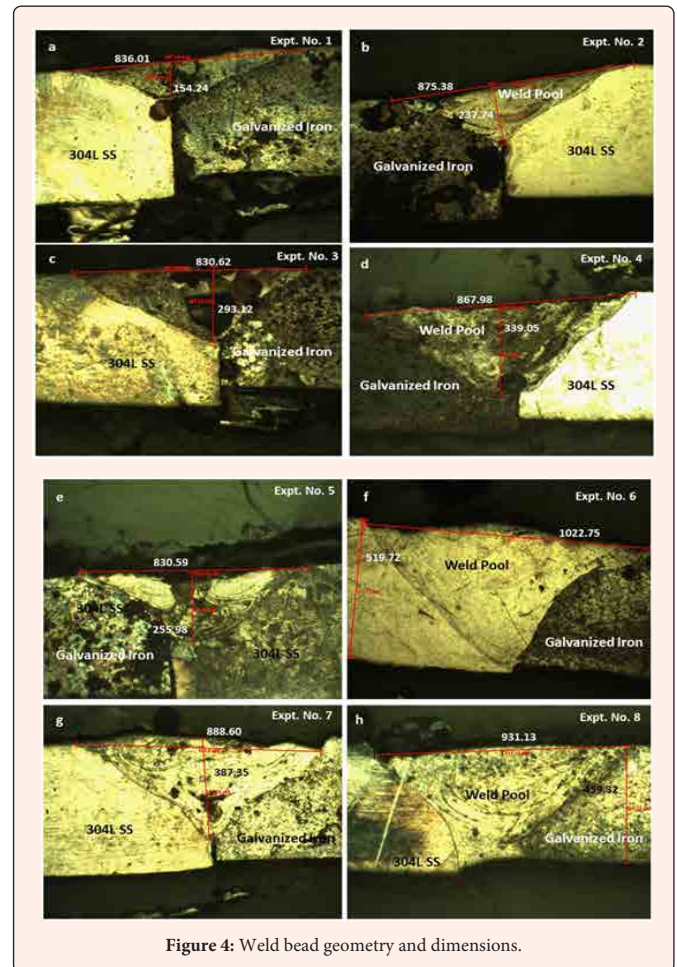 a
Expt. No. 1
836.01
154.24
304L SS
Galvanized Iron
b
Expt. No. 2
875.38
Weld Pool
237.74
Galvanized Iron
304L SS
c
Expt. No. 3
830.62
293.12
304L SS
Galvanized Iron
d
Expt. No. 4
867.98
Weld Pool
339.05
Galvanized Iron
304L SS
e
Expt. No. 5
830.59
304L SS
255.98
Galvanized Iron
304L SS
f
Expt. No. 6
1022.75
519.72
Weld Pool
Galvanized Iron
g
Expt. No. 7
888.60
387.35
304L SS
Galvanized Iron
h
Expt. No. 8
931.13
Weld Pool
459.32
Galvanized Iron
304L SS
Figure 4: Weld bead geometry and dimensions.